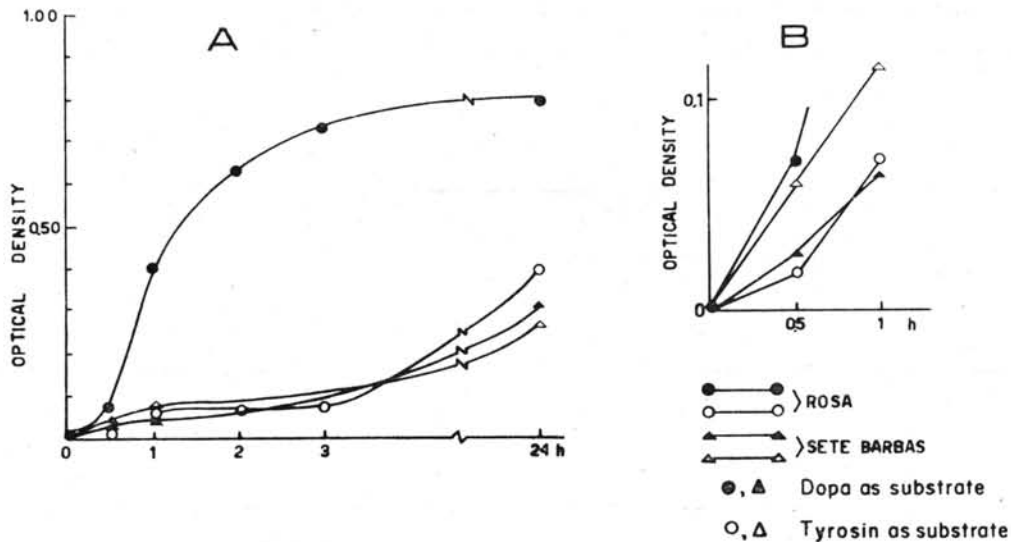 A
1.00
0.50
OPTICAL DENSITY
0
1
2
3
24 h
B
0.1
0
OPTICAL DENSITY
0.5
1
h
ROSA
SETE BARBAS
, Dopa as substrate
, Tyrosin as substrate